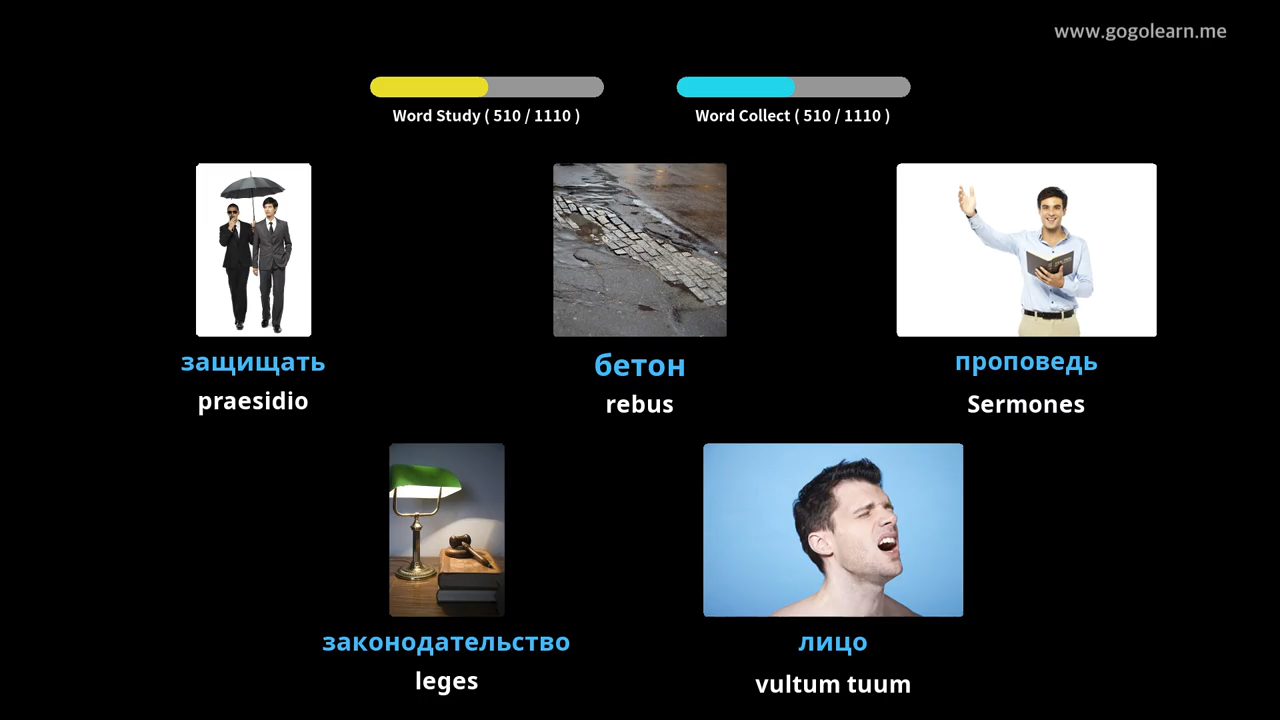 www.gogolearn.me
Word Study ( 510 / 1110 )
Word Collect ( 510 / 1110 )
защищать
praesidio
бетон
rebus
проповедь
Sermones
законодательство
leges
лицо
vultum tuum